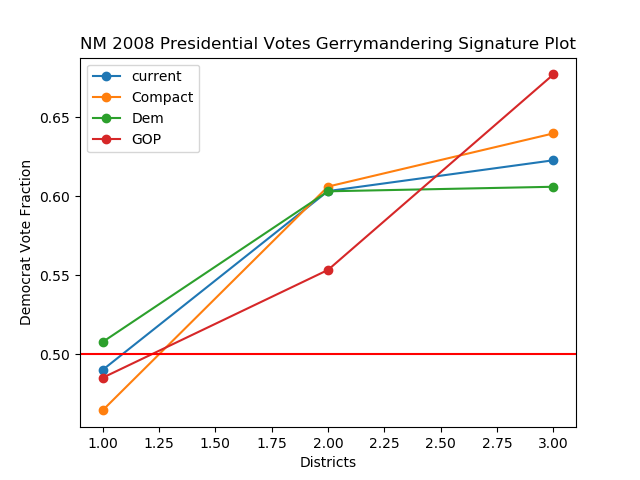 NM 2008 Presidential Votes Gerrymandering Signature Plot
current
Compact
Dem
GOP
0.65
0.60
0.55
0.50
Democrat Vote Fraction
1.00 1.25 1.50 1.75 2.00 2.25 2.50 2.75 3.00
Districts